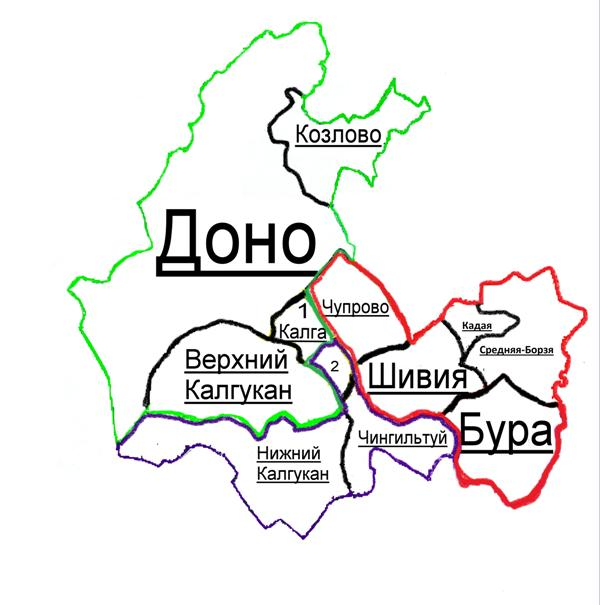 Козлово
Доно
1
Калга
Чупрово
Кадая
Средняя-Борзя
Верхний
Калгукан
2
Шивия
Бура
Чингильтуй
Нижний
Калгукан